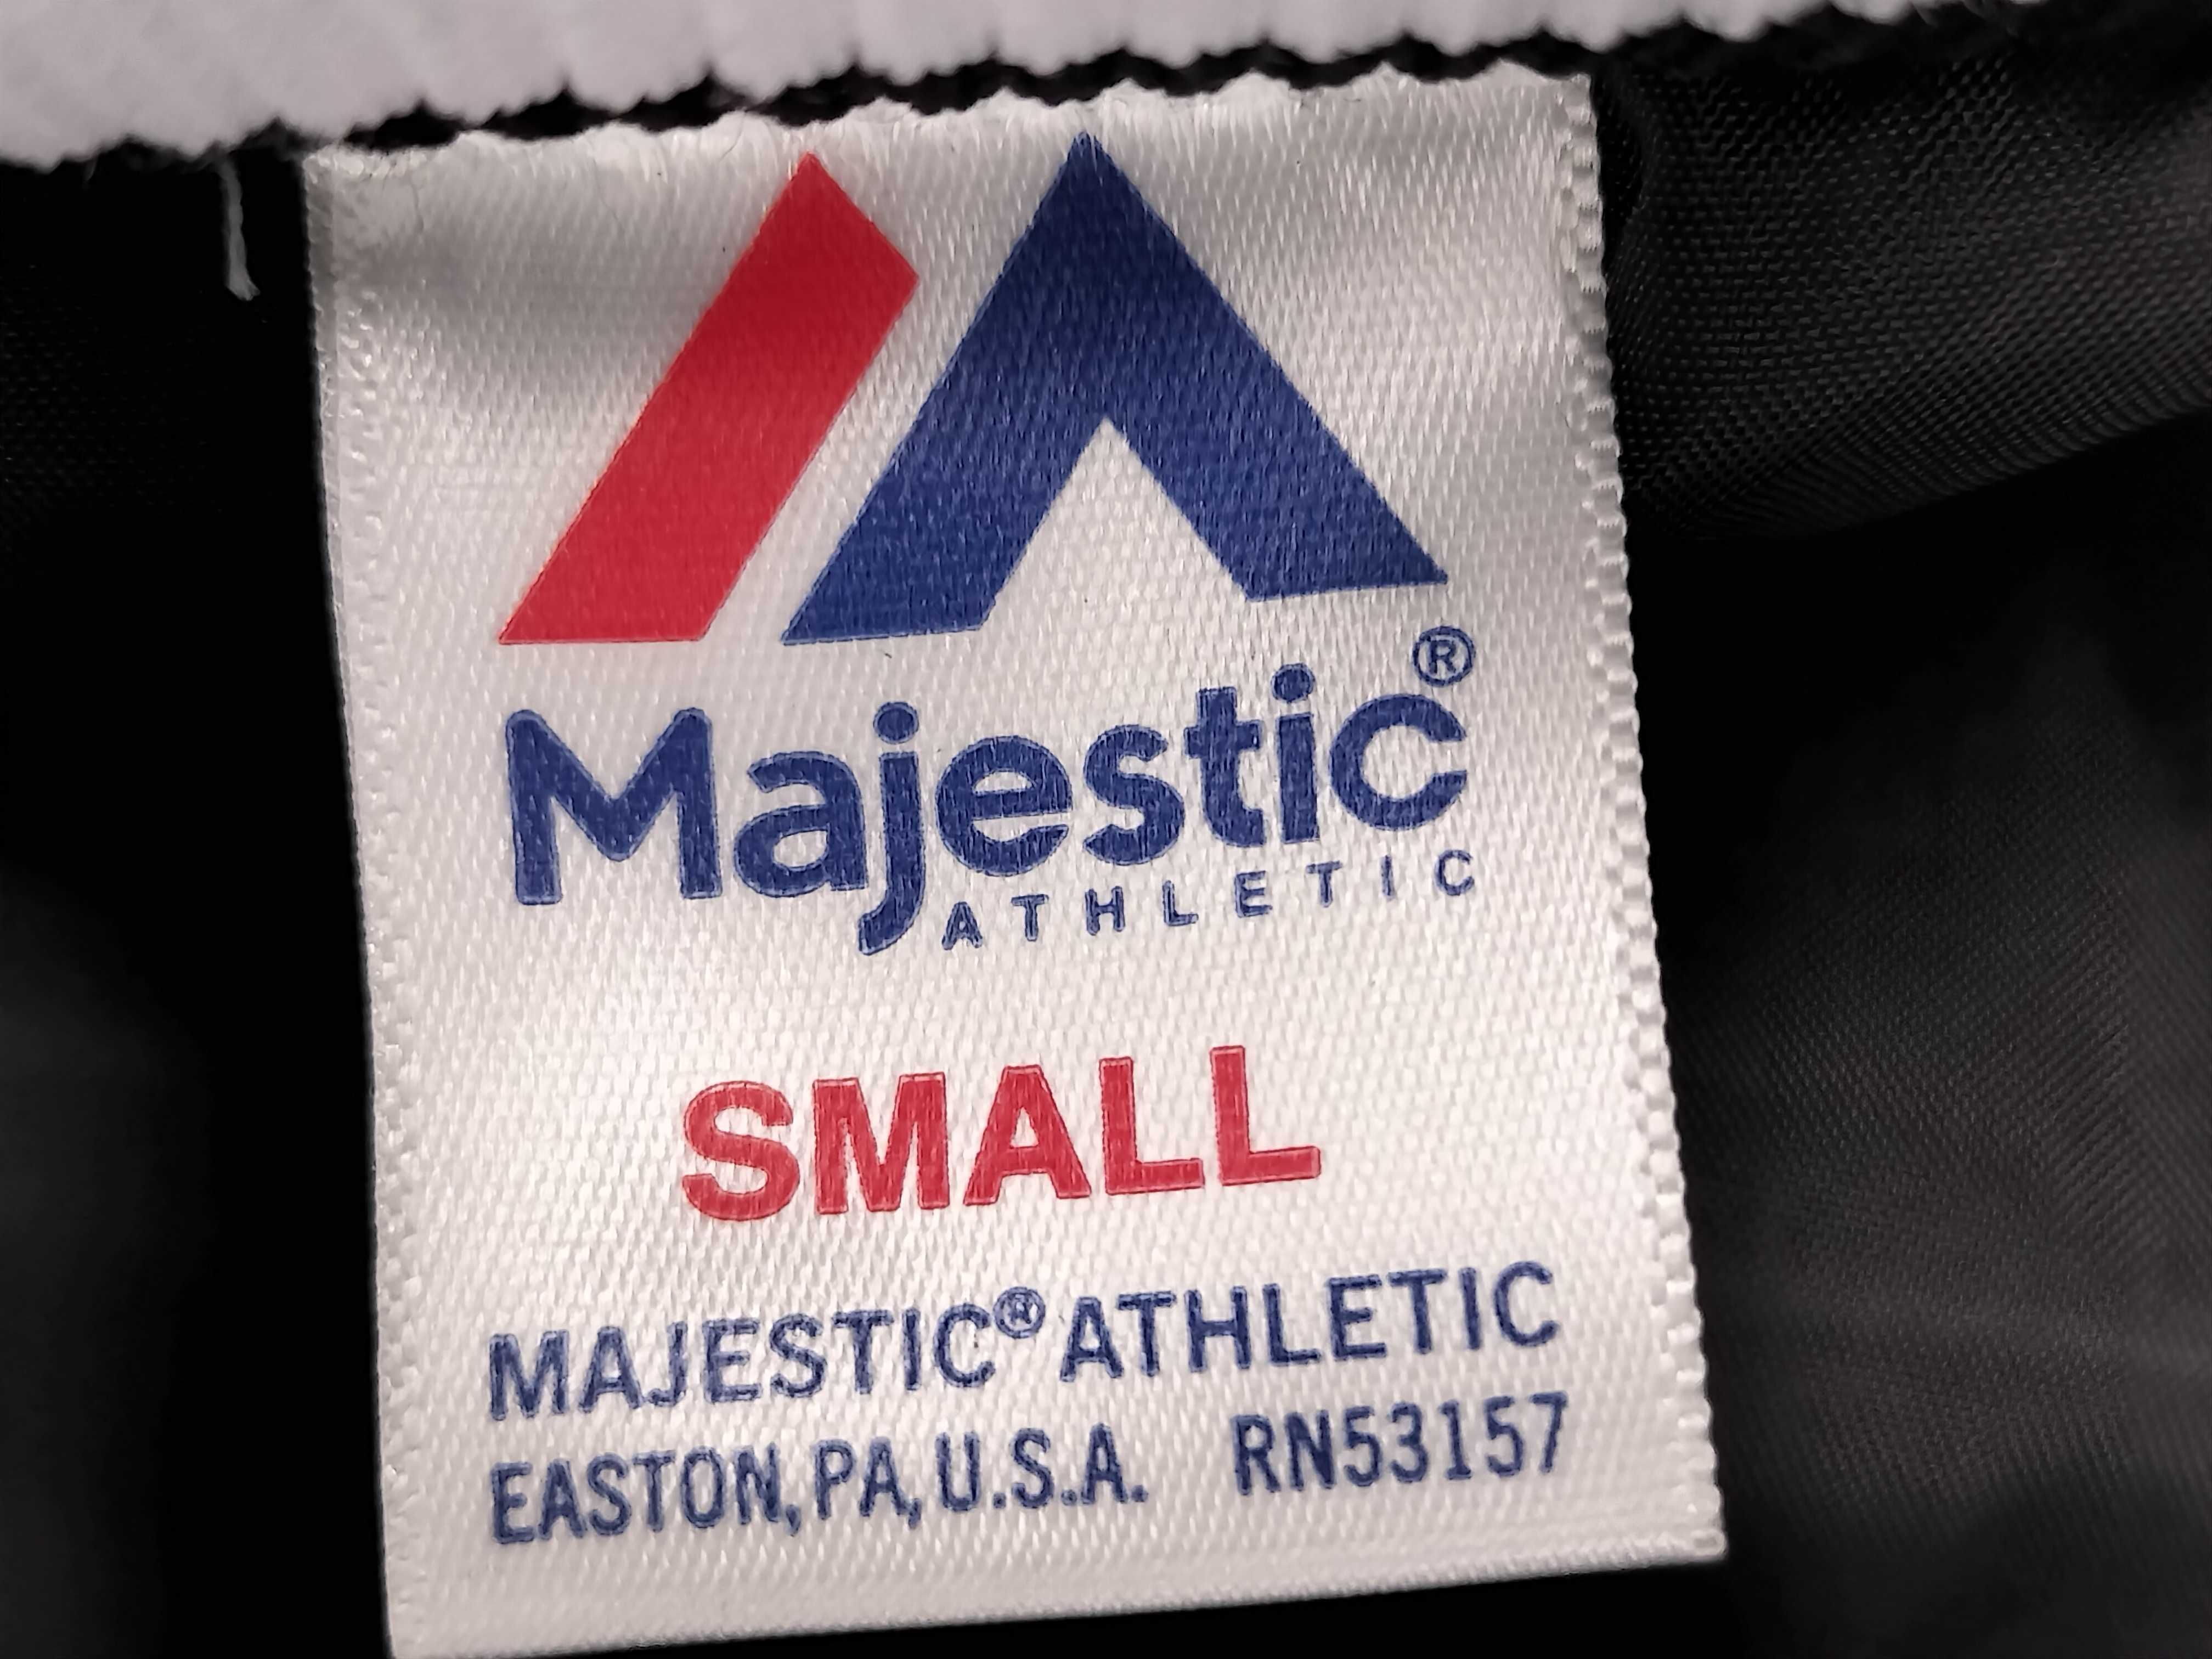 Majestic®
ATHLETIC
SMALL
MAJESTIC® ATHLETIC
EASTON, PA, U.S.A. RN53157